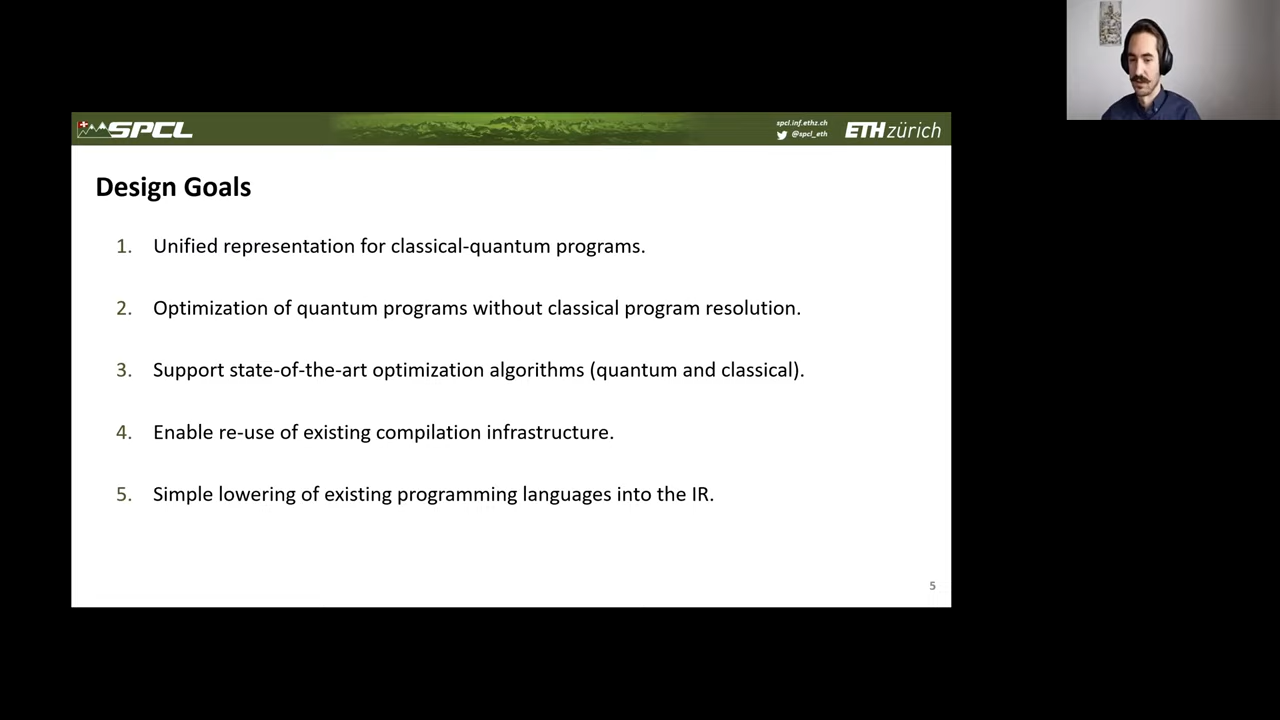 SPCL
spcl.inf.ethz.ch
@spcl_eth
ETH zürich
Design Goals
1. Unified representation for classical-quantum programs.
2. Optimization of quantum programs without classical program resolution.
3. Support state-of-the-art optimization algorithms (quantum and classical).
4. Enable re-use of existing compilation infrastructure.
5. Simple lowering of existing programming languages into the IR.
5